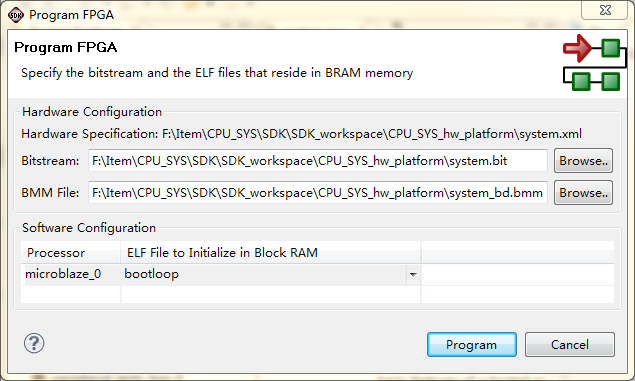 SDK Program FPGA
Program FPGA
Specify the bitstream and the ELF files that reside in BRAM memory
Hardware Configuration
Hardware Specification: F:\Item\CPU_SYS\SDK\SDK_workspace\CPU_SYS_hw_platform\system.xml
Bitstream: F:\Item\CPU_SYS\SDK\SDK_workspace\CPU_SYS_hw_platform\system.bit Browse..
BMM File: F:\Item\CPU_SYS\SDK\SDK_workspace\CPU_SYS_hw_platform\system_bd.bmm Browse..
Software Configuration
Processor ELF File to Initialize in Block RAM
microblaze_0 bootloop
? Program Cancel